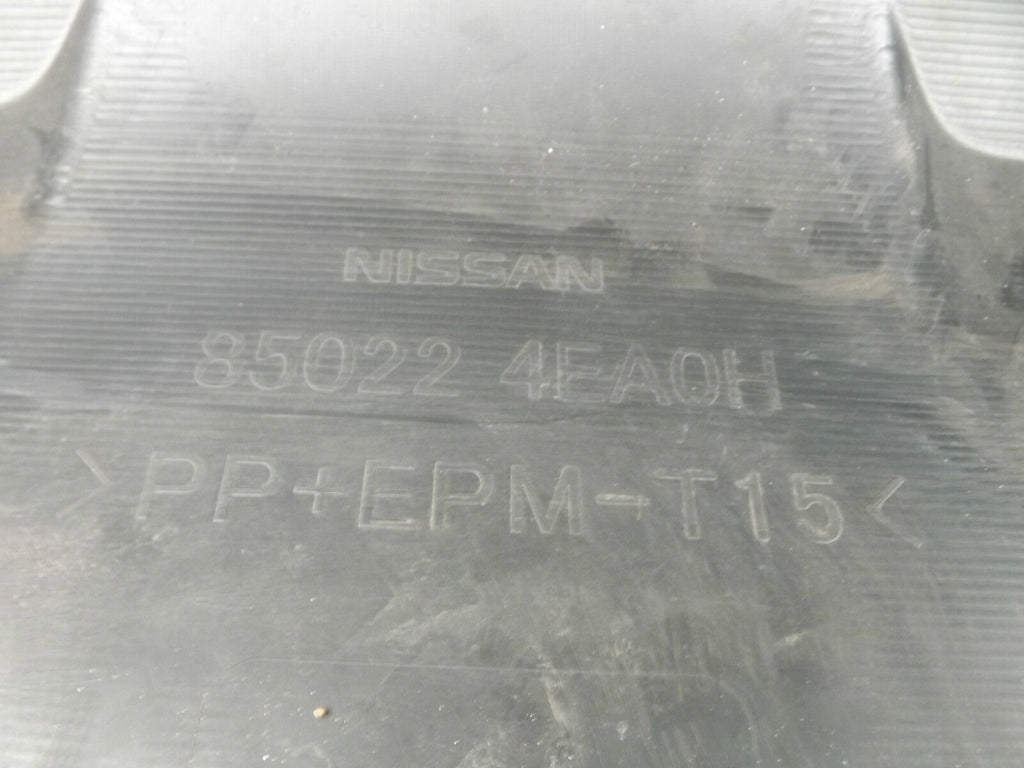 NISSAN
85022 4EA0H
>PP+EPM-T15<